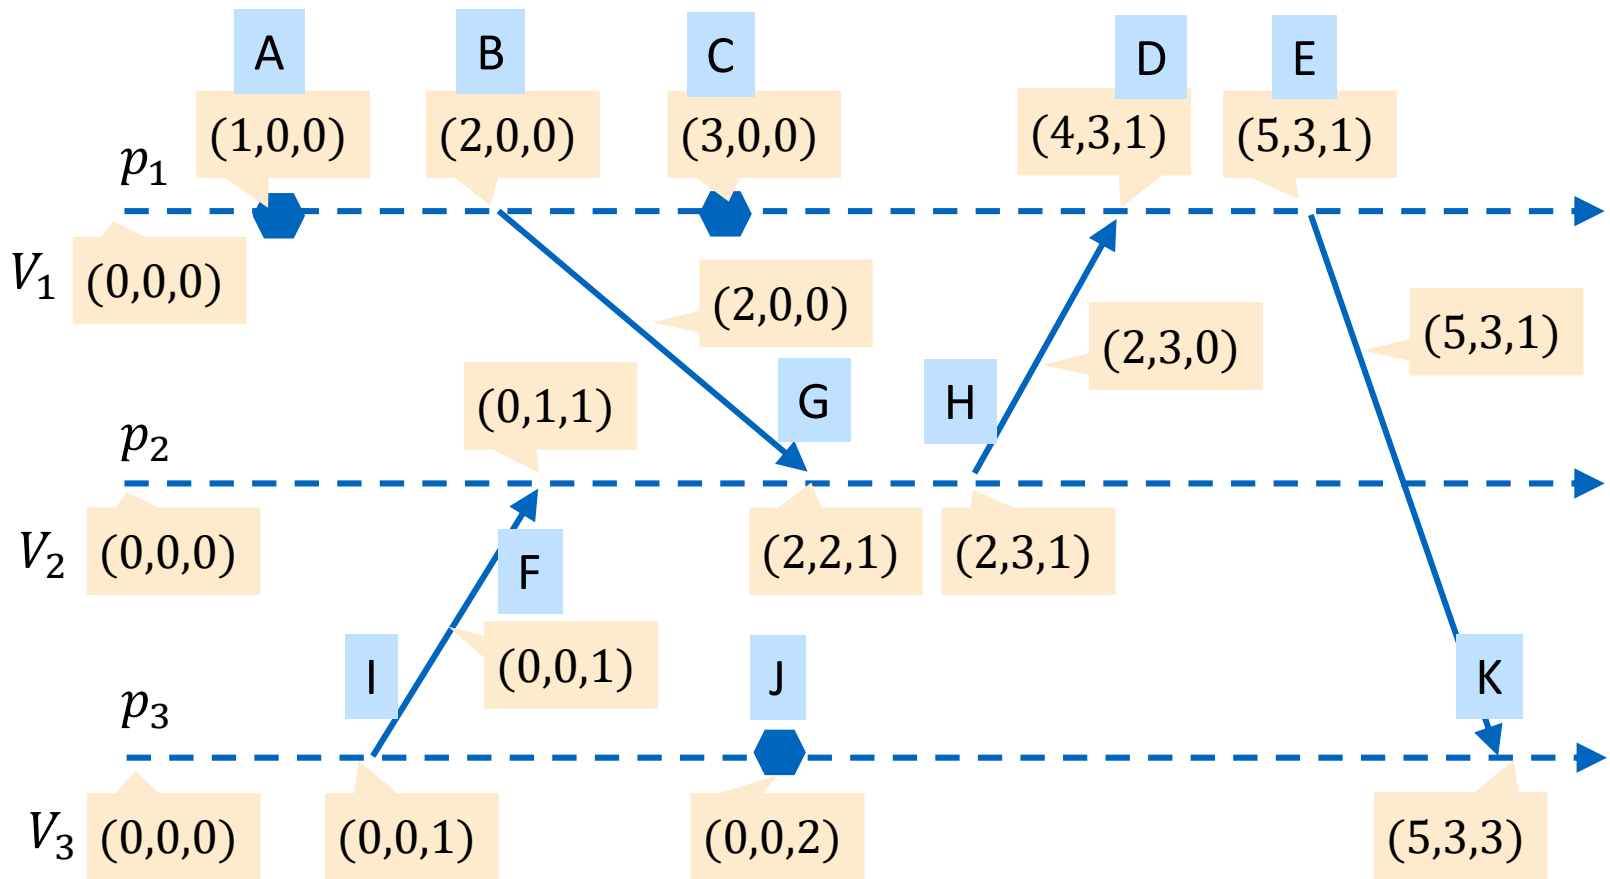 A B C D E
(1,0,0) (2,0,0) (3,0,0) (4,3,1) (5,3,1)
p1
V1 (0,0,0)
(2,0,0)
(2,3,0)
(5,3,1)
(0,1,1)
G H
p2
V2 (0,0,0)
(2,2,1) (2,3,1)
F
(0,0,1)
I J K
p3
V3 (0,0,0) (0,0,1) (0,0,2) (5,3,3)